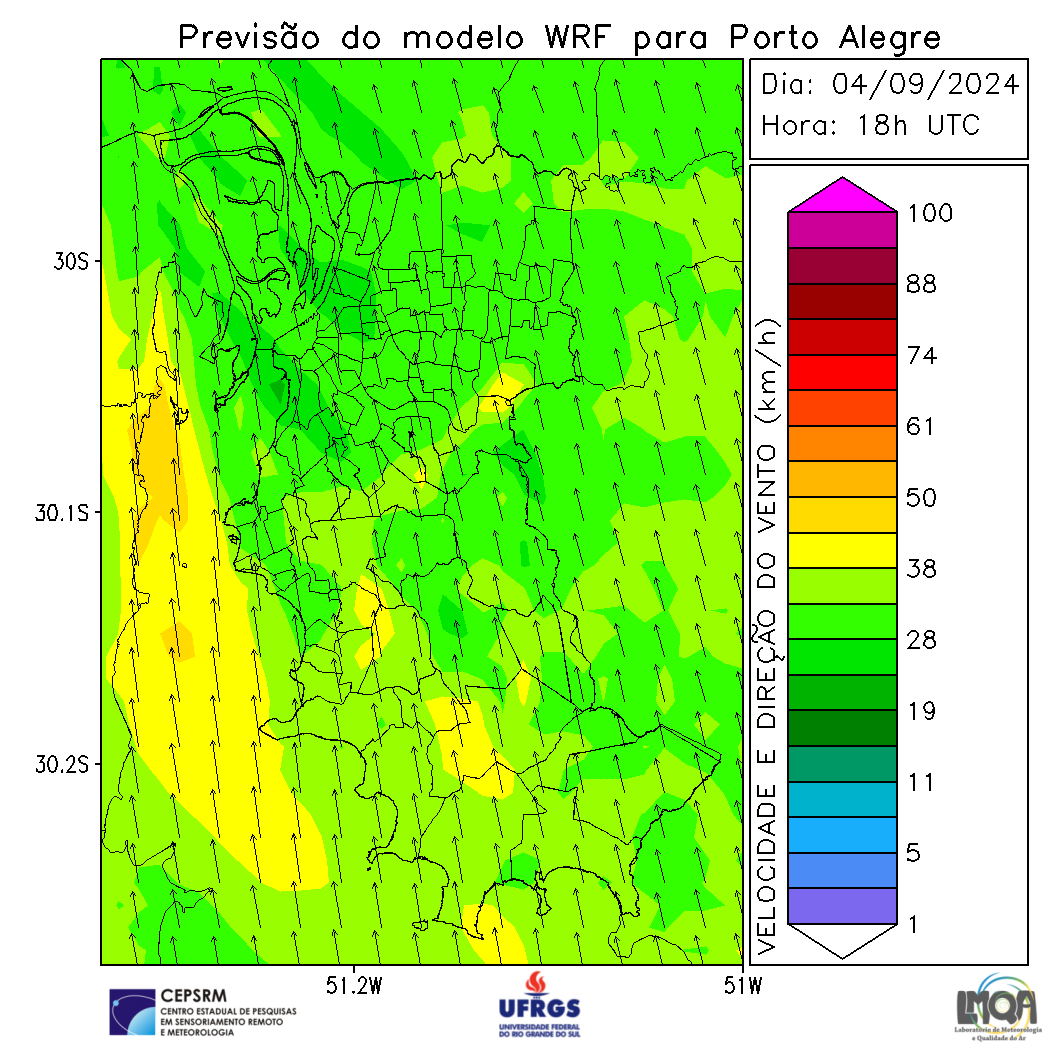 Previsão do modelo WRF para Porto Alegre
Dia: 04/09/2024
Hora: 18h UTC
30S
30.1S
30.2S
51.2W
51W
VELOCIDADE E DIREÇÃO DO VENTO (km/h)
100
88
74
61
50
38
28
19
11
5
1
CEPSRM
CENTRO ESTADUAL DE PESQUISAS
EM SENSORIAMENTO REMOTO
E METEOROLOGIA
UFRGS
UNIVERSIDADE FEDERAL
DO RIO GRANDE DO SUL
LMQA
Laboratório de Meteorologia
e Qualidade do Ar